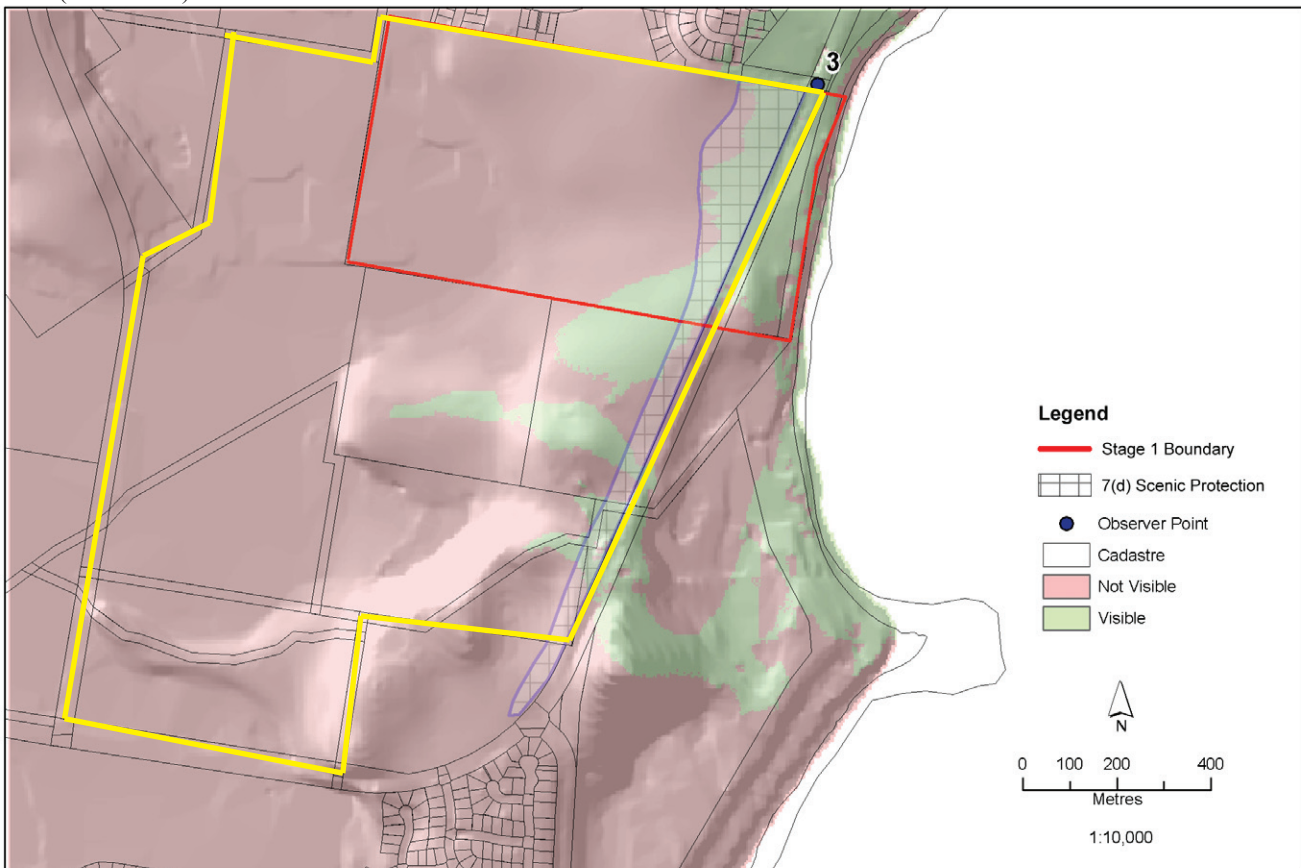 3
Legend
Stage 1 Boundary
7(d) Scenic Protection
Observer Point
Cadastre
Not Visible
Visible
N
0 100 200 400
Metres
1:10,000